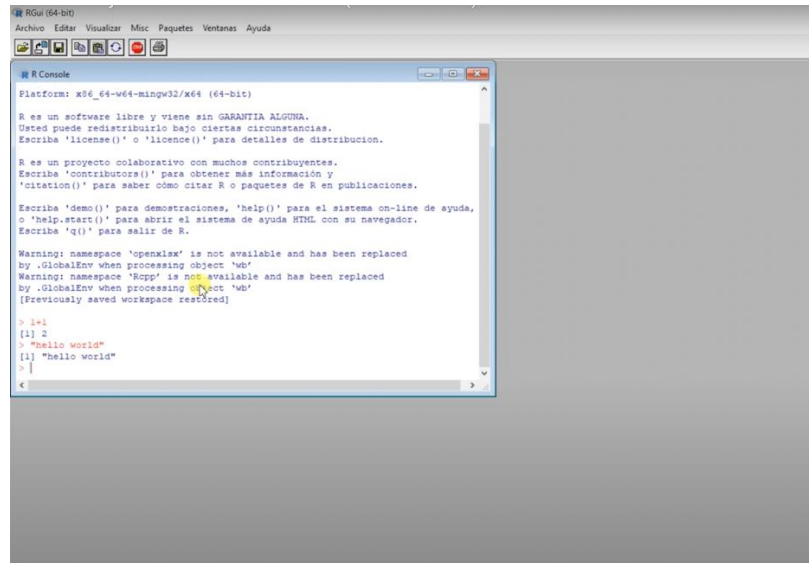 RGui (64-bit)
Archivo Editar Visualizar Misc Paquetes Ventanas Ayuda
R Console
Platform: x86_64-w64-mingw32/x64 (64-bit)
R es un software libre y viene sin GARANTIA ALGUNA.
Usted puede redistribuirlo bajo ciertas circunstancias.
Escriba 'license()' o 'licence()' para detalles de distribucion.
R es un proyecto colaborativo con muchos contribuyentes.
Escriba 'contributors()' para obtener más información y
'citation()' para saber cómo citar R o paquetes de R en publicaciones.
Escriba 'demo()' para demostraciones, 'help()' para el sistema on-line de ayuda,
o 'help.start()' para abrir el sistema de ayuda HTML con su navegador.
Escriba 'q()' para salir de R.
Warning: namespace ‘openxlsx’ is not available and has been replaced
by .GlobalEnv when processing object ‘wb’
Warning: namespace ‘Rcpp’ is not available and has been replaced
by .GlobalEnv when processing object ‘wb’
[Previously saved workspace restored]
> 1+1
[1] 2
> "hello world"
[1] "hello world"
>